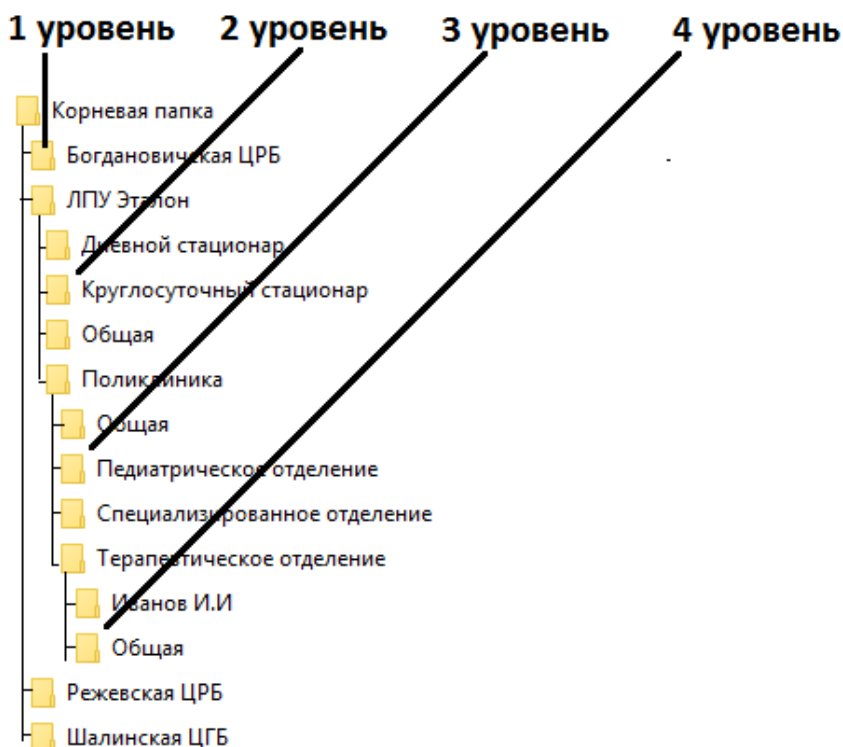 1 уровень 2 уровень 3 уровень 4 уровень
Корневая папка
Богдановичская ЦРБ
ЛПУ Эталон
Дневной стационар
Круглосуточный стационар
Общая
Поликлиника
Общая
Педиатрическое отделение
Специализированное отделение
Терапевтическое отделение
Иванов И.И
Общая
Режевская ЦРБ
Шалинская ЦГБ